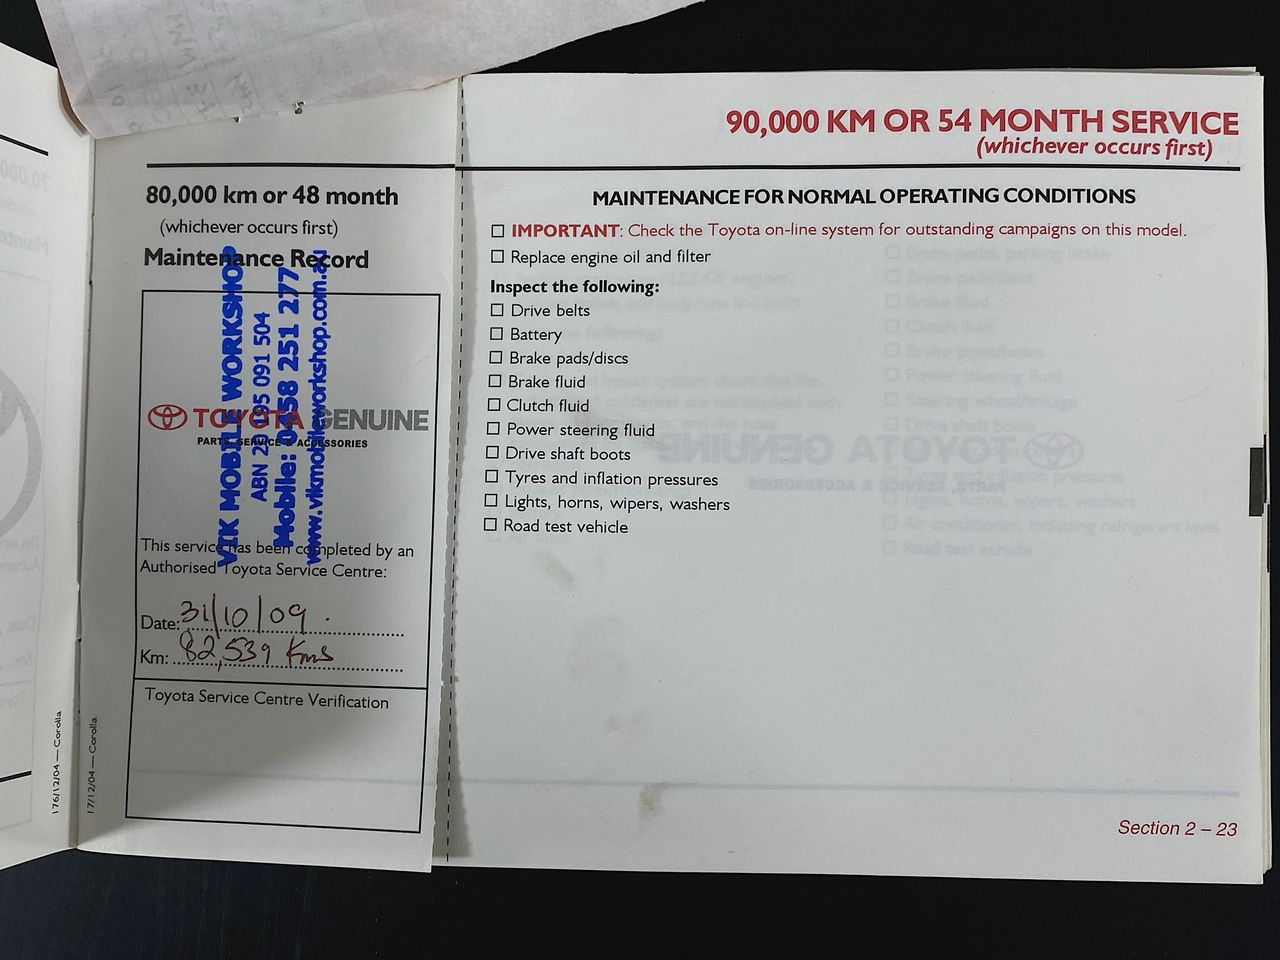 80,000 km or 48 month
(whichever occurs first)
Maintenance Record
VIK MOBILE WORKSHOP
ABN 20 095 091 504
Mobile: 0458 251 277
www.vikmobileworkshop.com.au
TOYOTA GENUINE
PARTS, SERVICE & ACCESSORIES
This service has been completed by an
Authorised Toyota Service Centre:
Date: 31/10/09.
Km: 82,539 Kms
Toyota Service Centre Verification
176/12/04 — Corolla
17/12/04 — Corolla
90,000 KM OR 54 MONTH SERVICE
(whichever occurs first)
MAINTENANCE FOR NORMAL OPERATING CONDITIONS
IMPORTANT: Check the Toyota on-line system for outstanding campaigns on this model.
Replace engine oil and filter
Inspect the following:
Drive belts
Battery
Brake pads/discs
Brake fluid
Clutch fluid
Power steering fluid
Drive shaft boots
Tyres and inflation pressures
Lights, horns, wipers, washers
Road test vehicle
Section 2 – 23